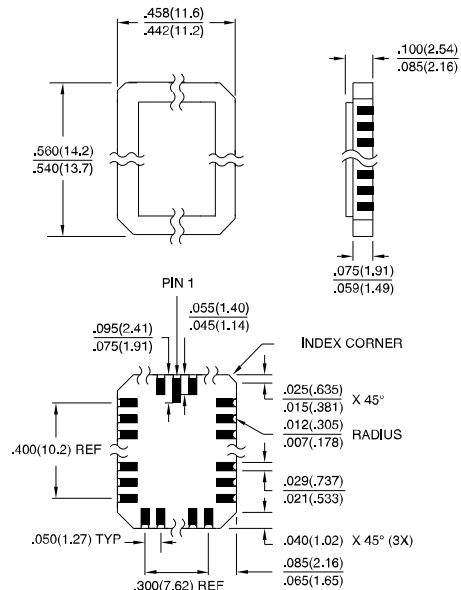 .458(11.6)
.442(11.2)
.100(2.54)
.085(2.16)
.560(14.2)
.540(13.7)
.075(1.91)
.059(1.49)
PIN 1
.055(1.40)
.045(1.14)
.095(2.41)
.075(1.91)
INDEX CORNER
.025(.635)
.015(.381) X 45°
.012(.305)
.007(.178) RADIUS
.400(10.2) REF
.029(.737)
.021(.533)
.050(1.27) TYP
.040(1.02) X 45° (3X)
.085(2.16)
.065(1.65)
.300(7.62) REF